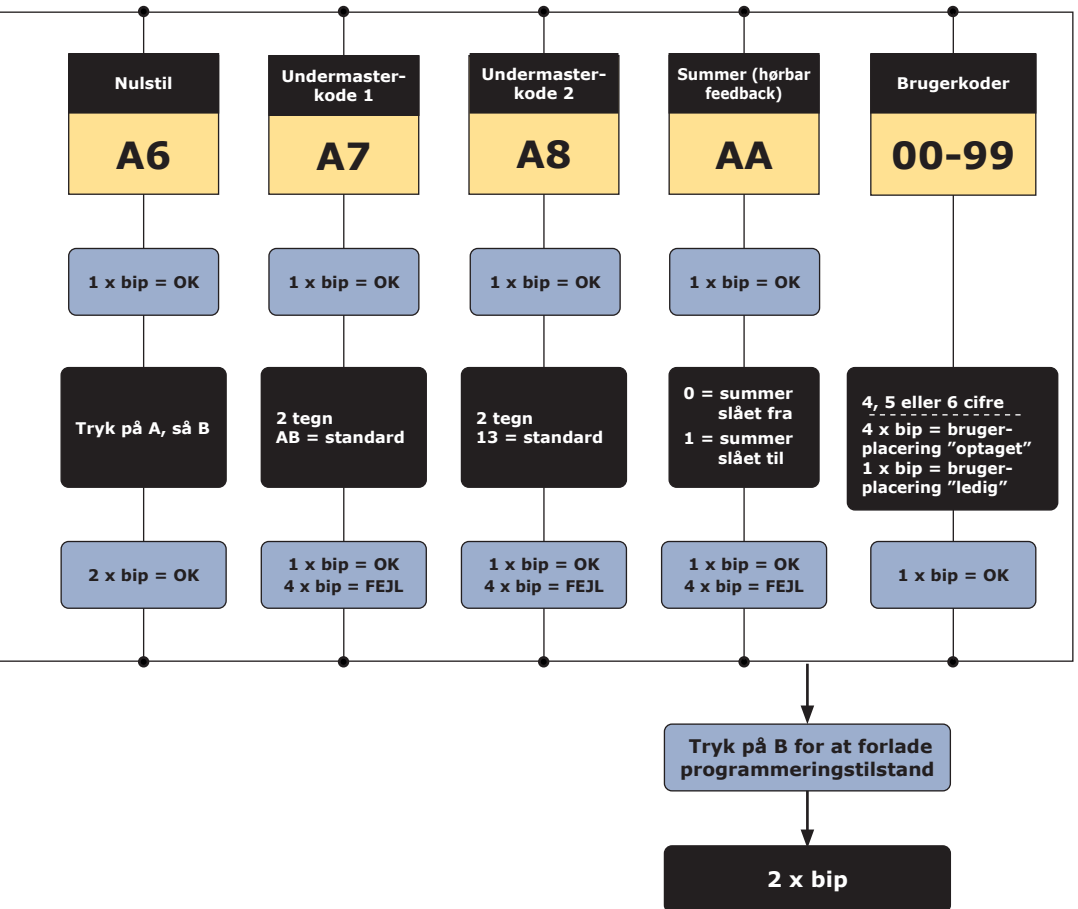 Nulstil
A6
1 x bip = OK
Tryk på A, så B
2 x bip = OK
Undermaster-
kode 1
A7
1 x bip = OK
2 tegn
AB = standard
1 x bip = OK
4 x bip = FEJL
Undermaster-
kode 2
A8
1 x bip = OK
2 tegn
13 = standard
1 x bip = OK
4 x bip = FEJL
Summer (hørbar
feedback)
AA
1 x bip = OK
0 = summer
slået fra
1 = summer
slået til
1 x bip = OK
4 x bip = FEJL
Brugerkoder
00-99
4, 5 eller 6 cifre
4 x bip = bruger-
placering ”optaget”
1 x bip = bruger-
placering ”ledig”
1 x bip = OK
Tryk på B for at forlade
programmeringstilstand
2 x bip